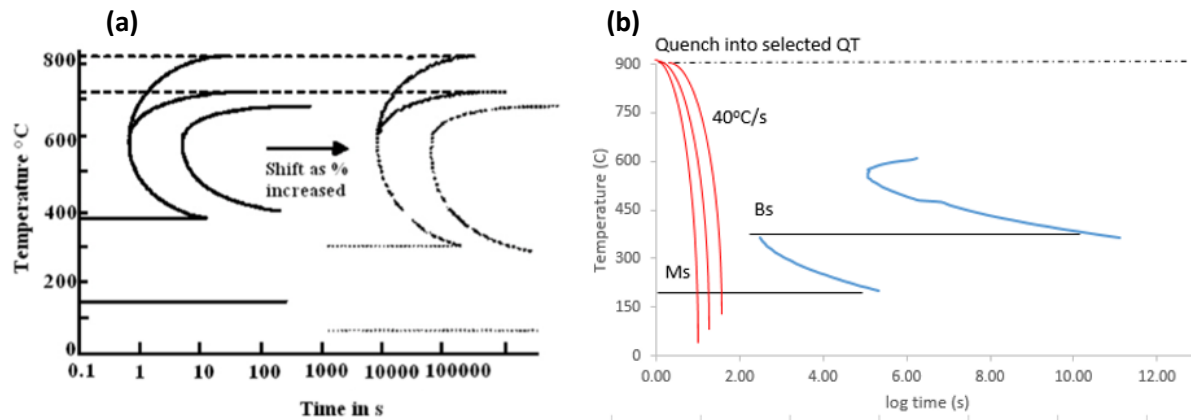 (a)
800
600
400
200
0
Temperature °C
0.1 1 10 100 1000 10000 100000
Time in s
Shift as %
increased
(b)
Quench into selected QT
900
750
600
450
300
150
0
Temperature (C)
40°C/s
Bs
Ms
0.00 2.00 4.00 6.00 8.00 10.00 12.00
log time (s)